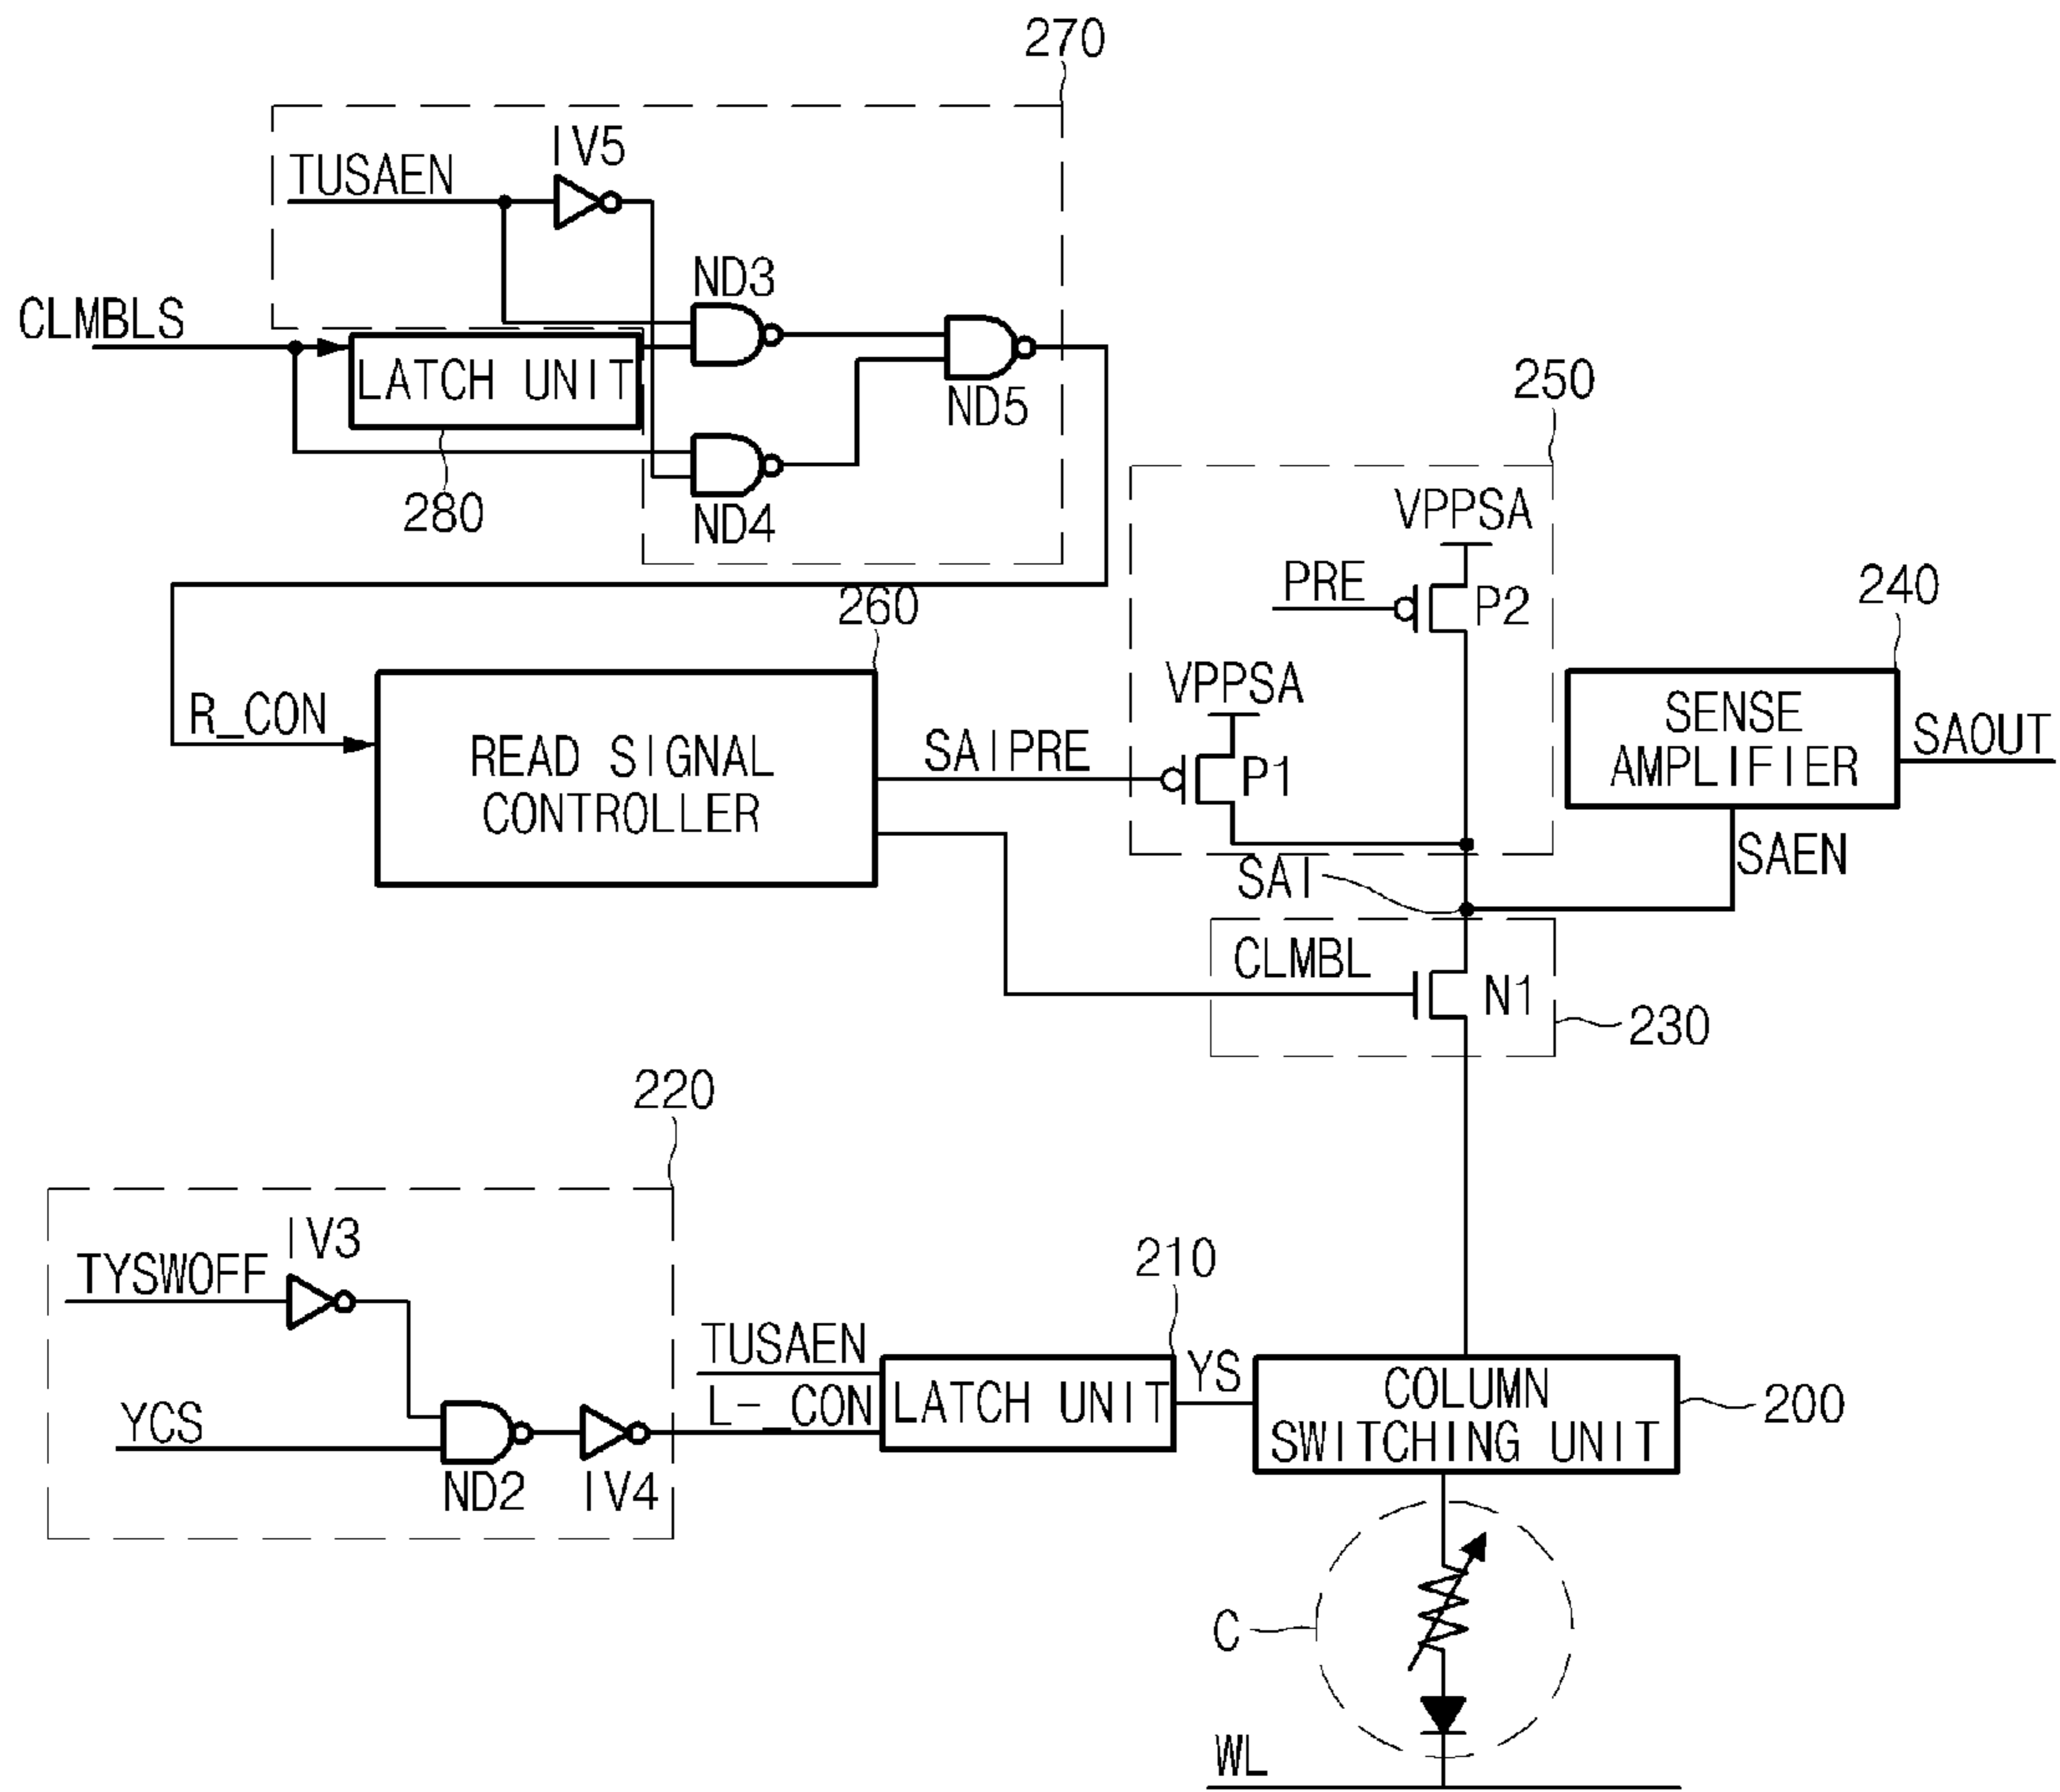 270
IV5
TUSAEN
ND3
CLMBLS
LATCH UNIT
ND5
280
ND4
250
VPPSA
PRE
P2
240
260
VPPSA
R_CON
SENSE
AMPLIFIER
SAOUT
READ SIGNAL
CONTROLLER
SAIPRE
P1
SAI
SAEN
CLMBL
N1
230
220
IV3
TYSWOFF
210
TUSAEN
YS
L-_CON
LATCH UNIT
COLUMN
SWITCHING UNIT
200
YCS
ND2
IV4
C
WL